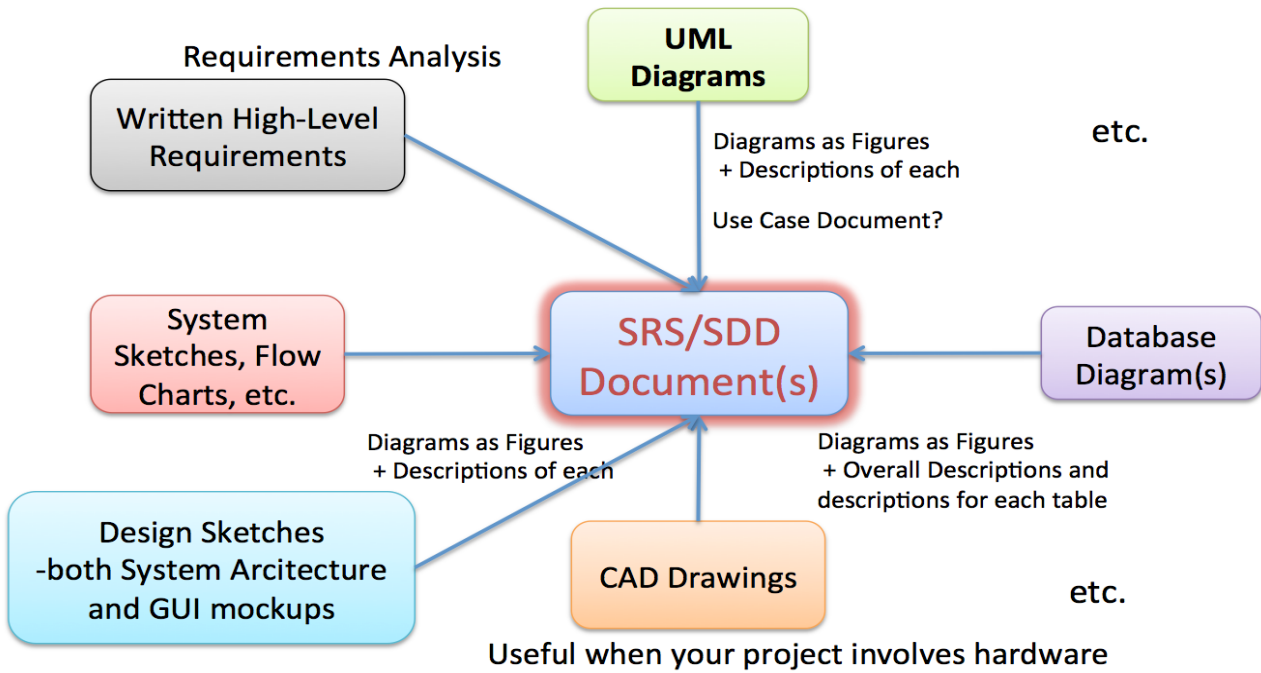 Requirements Analysis
UML
Diagrams
Written High-Level
Requirements
etc.
Diagrams as Figures
+ Descriptions of each
Use Case Document?
System
Sketches, Flow
Charts, etc.
SRS/SDD
Document(s)
Database
Diagram(s)
Diagrams as Figures
+ Descriptions of each
Diagrams as Figures
+ Overall Descriptions and
descriptions for each table
Design Sketches
-both System Arcitecture
and GUI mockups
CAD Drawings
etc.
Useful when your project involves hardware